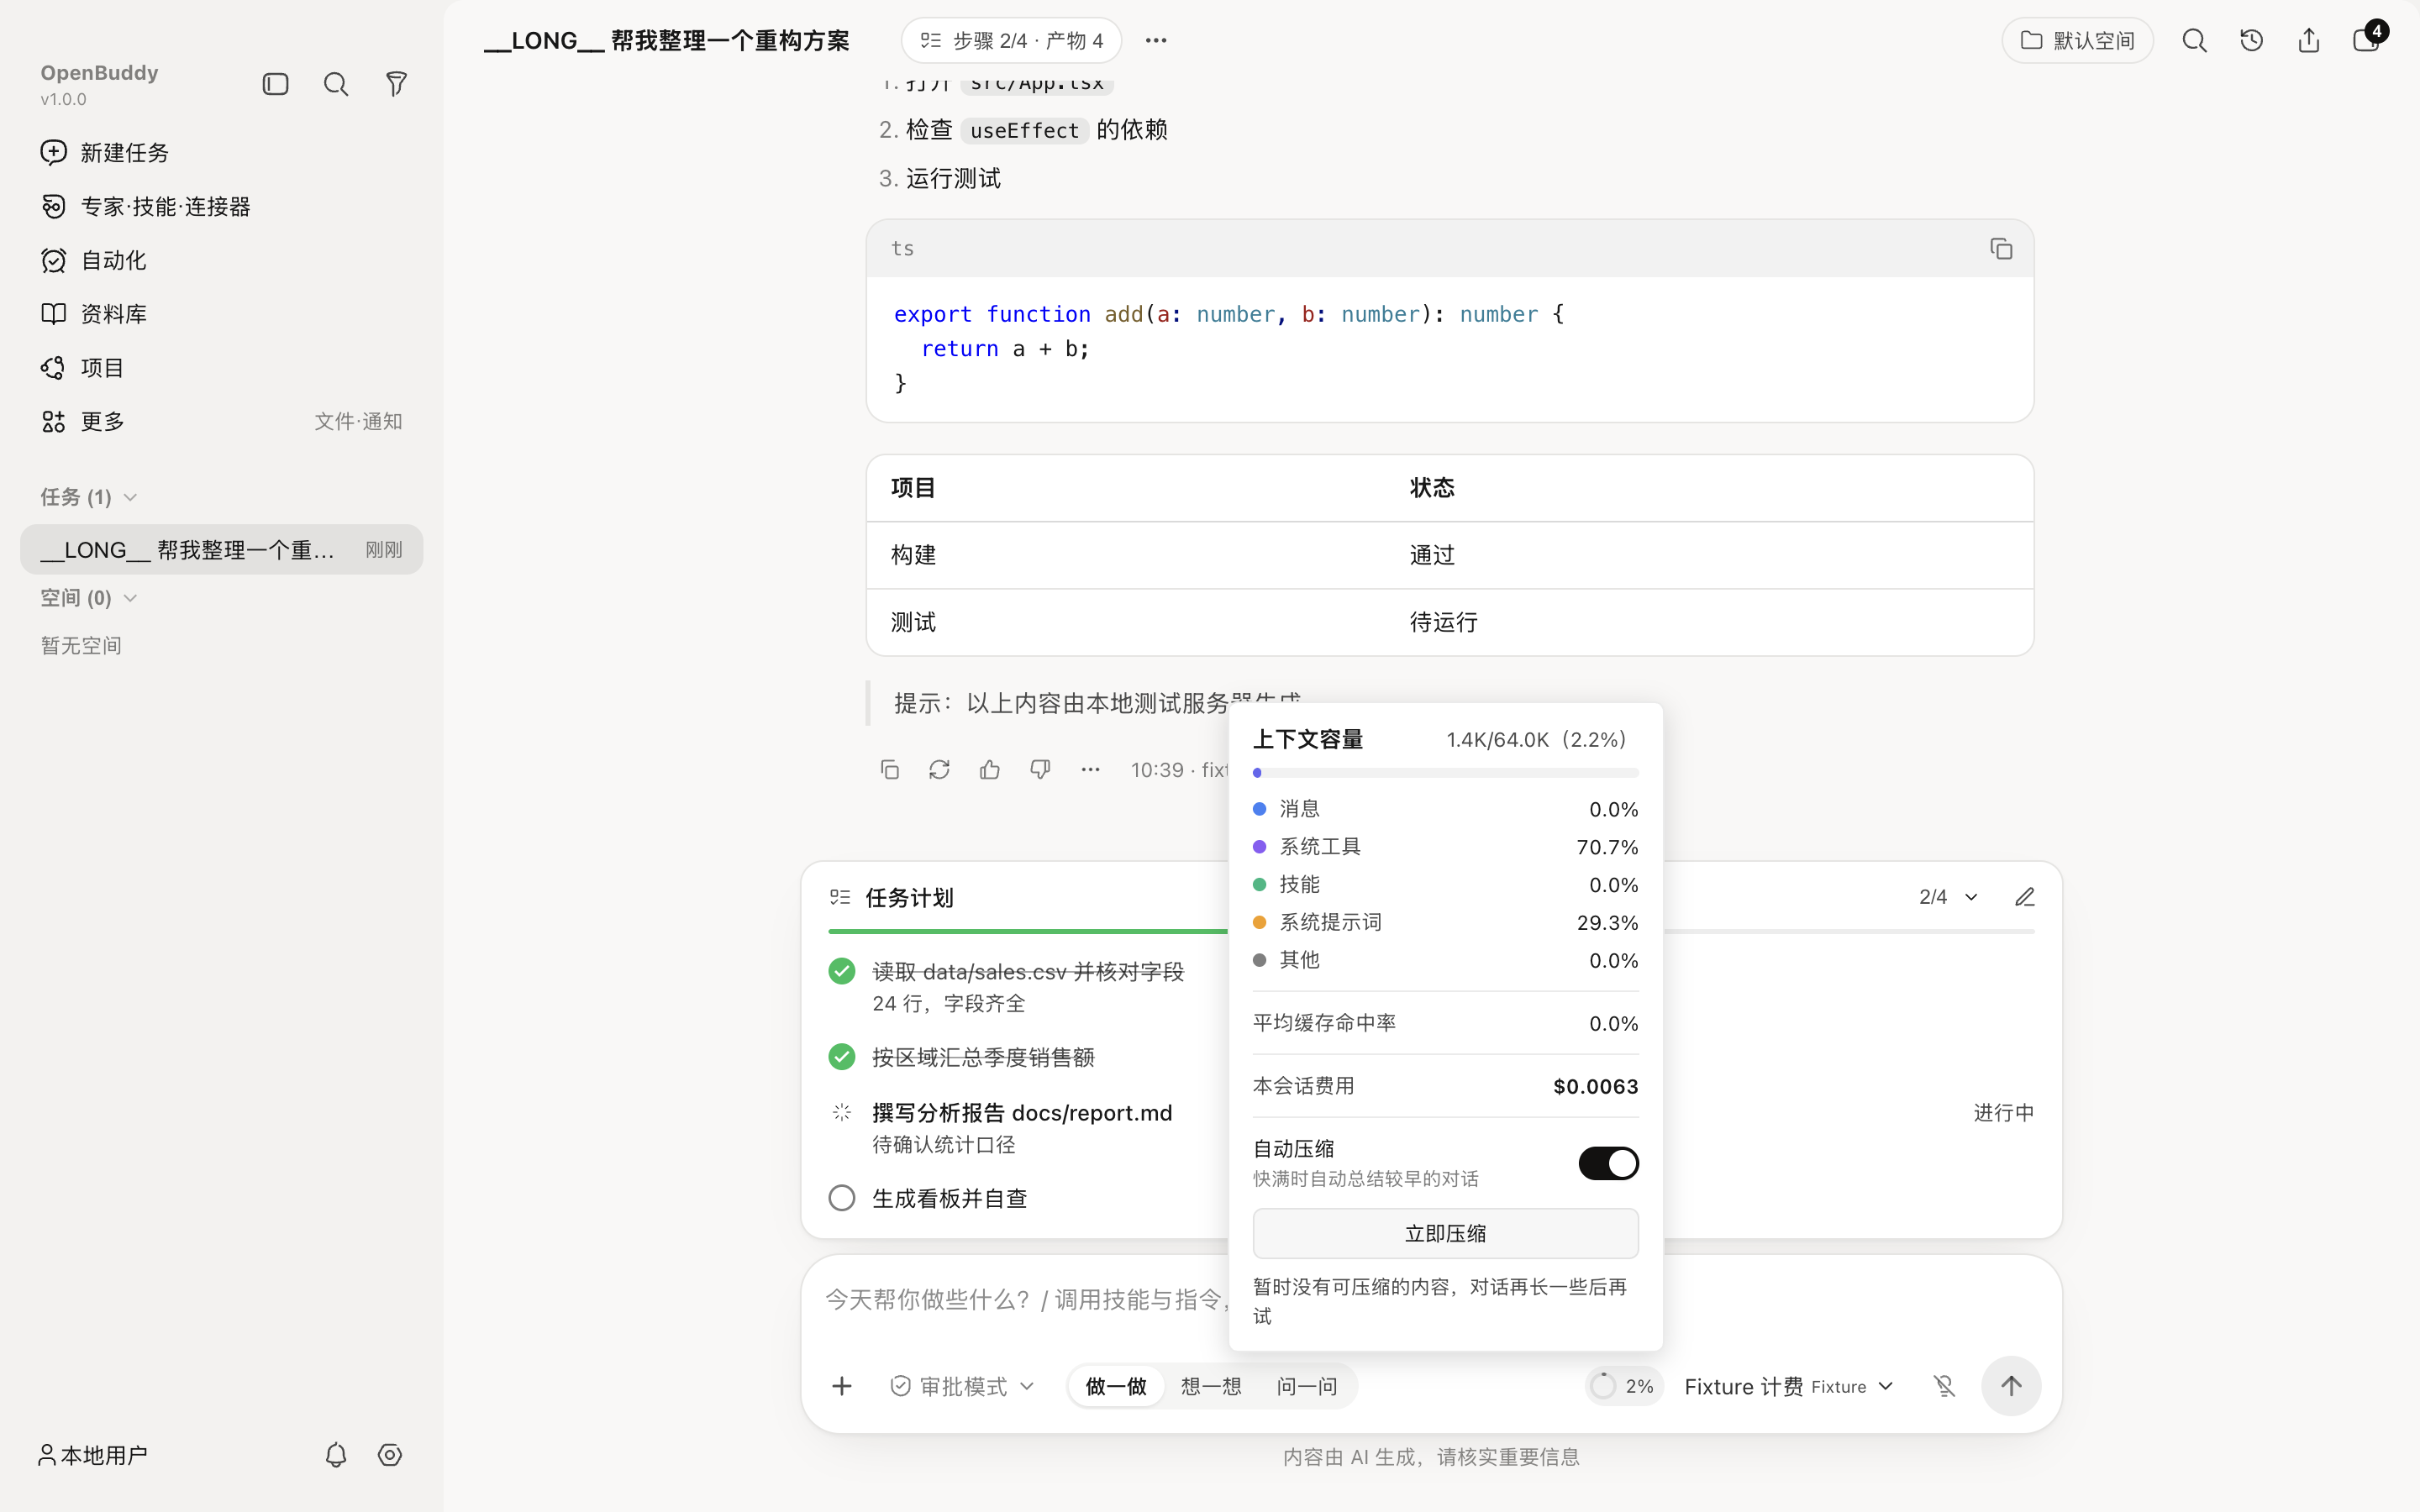 OpenBuddy
v1.0.0
新建任务
专家·技能·连接器
自动化
资料库
项目
更多 文件·通知
任务 (1)
__LONG__ 帮我整理一个重… 刚刚
空间 (0)
暂无空间
本地用户
__LONG__ 帮我整理一个重构方案 步骤 2/4 · 产物 4
默认空间 4
1. 打开 src/App.tsx
2. 检查 useEffect 的依赖
3. 运行测试
ts
export function add(a: number, b: number): number {
return a + b;
}
项目 状态
构建 通过
测试 待运行
提示：以上内容由本地测试服务器生成
10:39 · fixt
任务计划 2/4
读取 data/sales.csv 并核对字段
24 行，字段齐全
按区域汇总季度销售额
撰写分析报告 docs/report.md 进行中
待确认统计口径
生成看板并自查
上下文容量 1.4K/64.0K（2.2%）
消息 0.0%
系统工具 70.7%
技能 0.0%
系统提示词 29.3%
其他 0.0%
平均缓存命中率 0.0%
本会话费用 $0.0063
自动压缩
快满时自动总结较早的对话
立即压缩
暂时没有可压缩的内容，对话再长一些后再
试
今天帮你做些什么？/ 调用技能与指令，
审批模式 做一做 想一想 问一问 2% Fixture 计费 Fixture
内容由 AI 生成，请核实重要信息